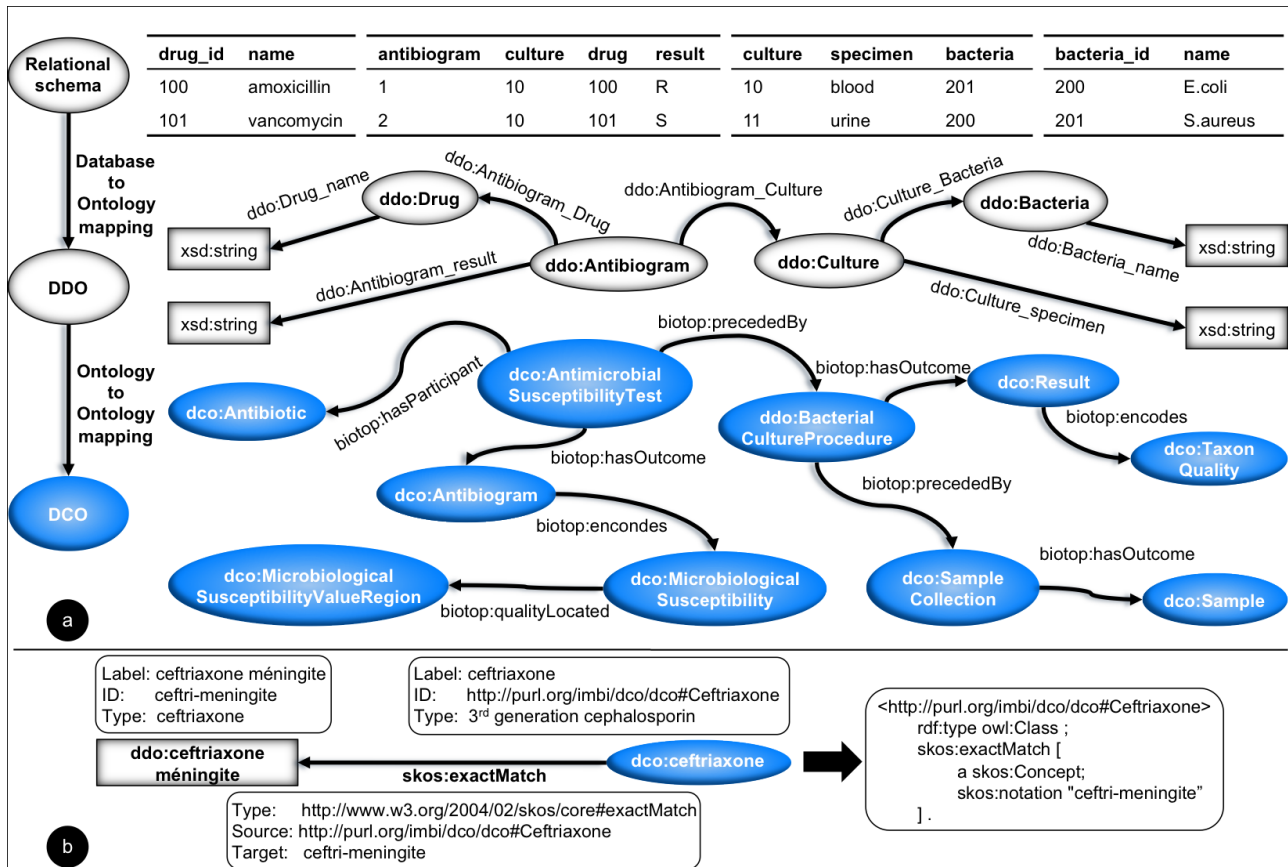 Relational
schema
drug_id name
100 amoxicillin
101 vancomycin
antibiogram culture drug result
1 10 100 R
2 10 101 S
culture specimen bacteria
10 blood 201
11 urine 200
bacteria_id name
200 E.coli
201 S.aureus
Database
to
Ontology
mapping
DDO
Ontology
to
Ontology
mapping
DCO
ddo:Drug_name
ddo:Drug
ddo:Antibiogram_Drug
ddo:Antibiogram_Culture
ddo:Culture_Bacteria
ddo:Bacteria
xsd:string
ddo:Antibiogram
ddo:Culture
ddo:Bacteria_name
xsd:string
ddo:Antibiogram_result
ddo:Culture_specimen
xsd:string
xsd:string
biotop:precededBy
dco:Antimicrobial
SusceptibilityTest
biotop:hasOutcome
dco:Result
dco:Antibiotic
biotop:hasParticipant
ddo:Bacterial
CultureProcedure
biotop:encodes
dco:Taxon
Quality
biotop:hasOutcome
biotop:precededBy
dco:Antibiogram
biotop:encondes
dco:Microbiological
SusceptibilityValueRegion
biotop:qualityLocated
dco:Microbiological
Susceptibility
dco:Sample
Collection
biotop:hasOutcome
dco:Sample
a
Label: ceftriaxone méningite
ID: ceftri-meningite
Type: ceftriaxone
Label: ceftriaxone
ID: http://purl.org/imbi/dco/dco#Ceftriaxone
Type: 3rd generation cephalosporin
ddo:ceftriaxone
méningite
skos:exactMatch
dco:ceftriaxone
<http://purl.org/imbi/dco/dco#Ceftriaxone>
rdf:type owl:Class ;
skos:exactMatch [
a skos:Concept;
skos:notation "ceftri-meningite”
] .
Type: http://www.w3.org/2004/02/skos/core#exactMatch
Source: http://purl.org/imbi/dco/dco#Ceftriaxone
Target: ceftri-meningite
b